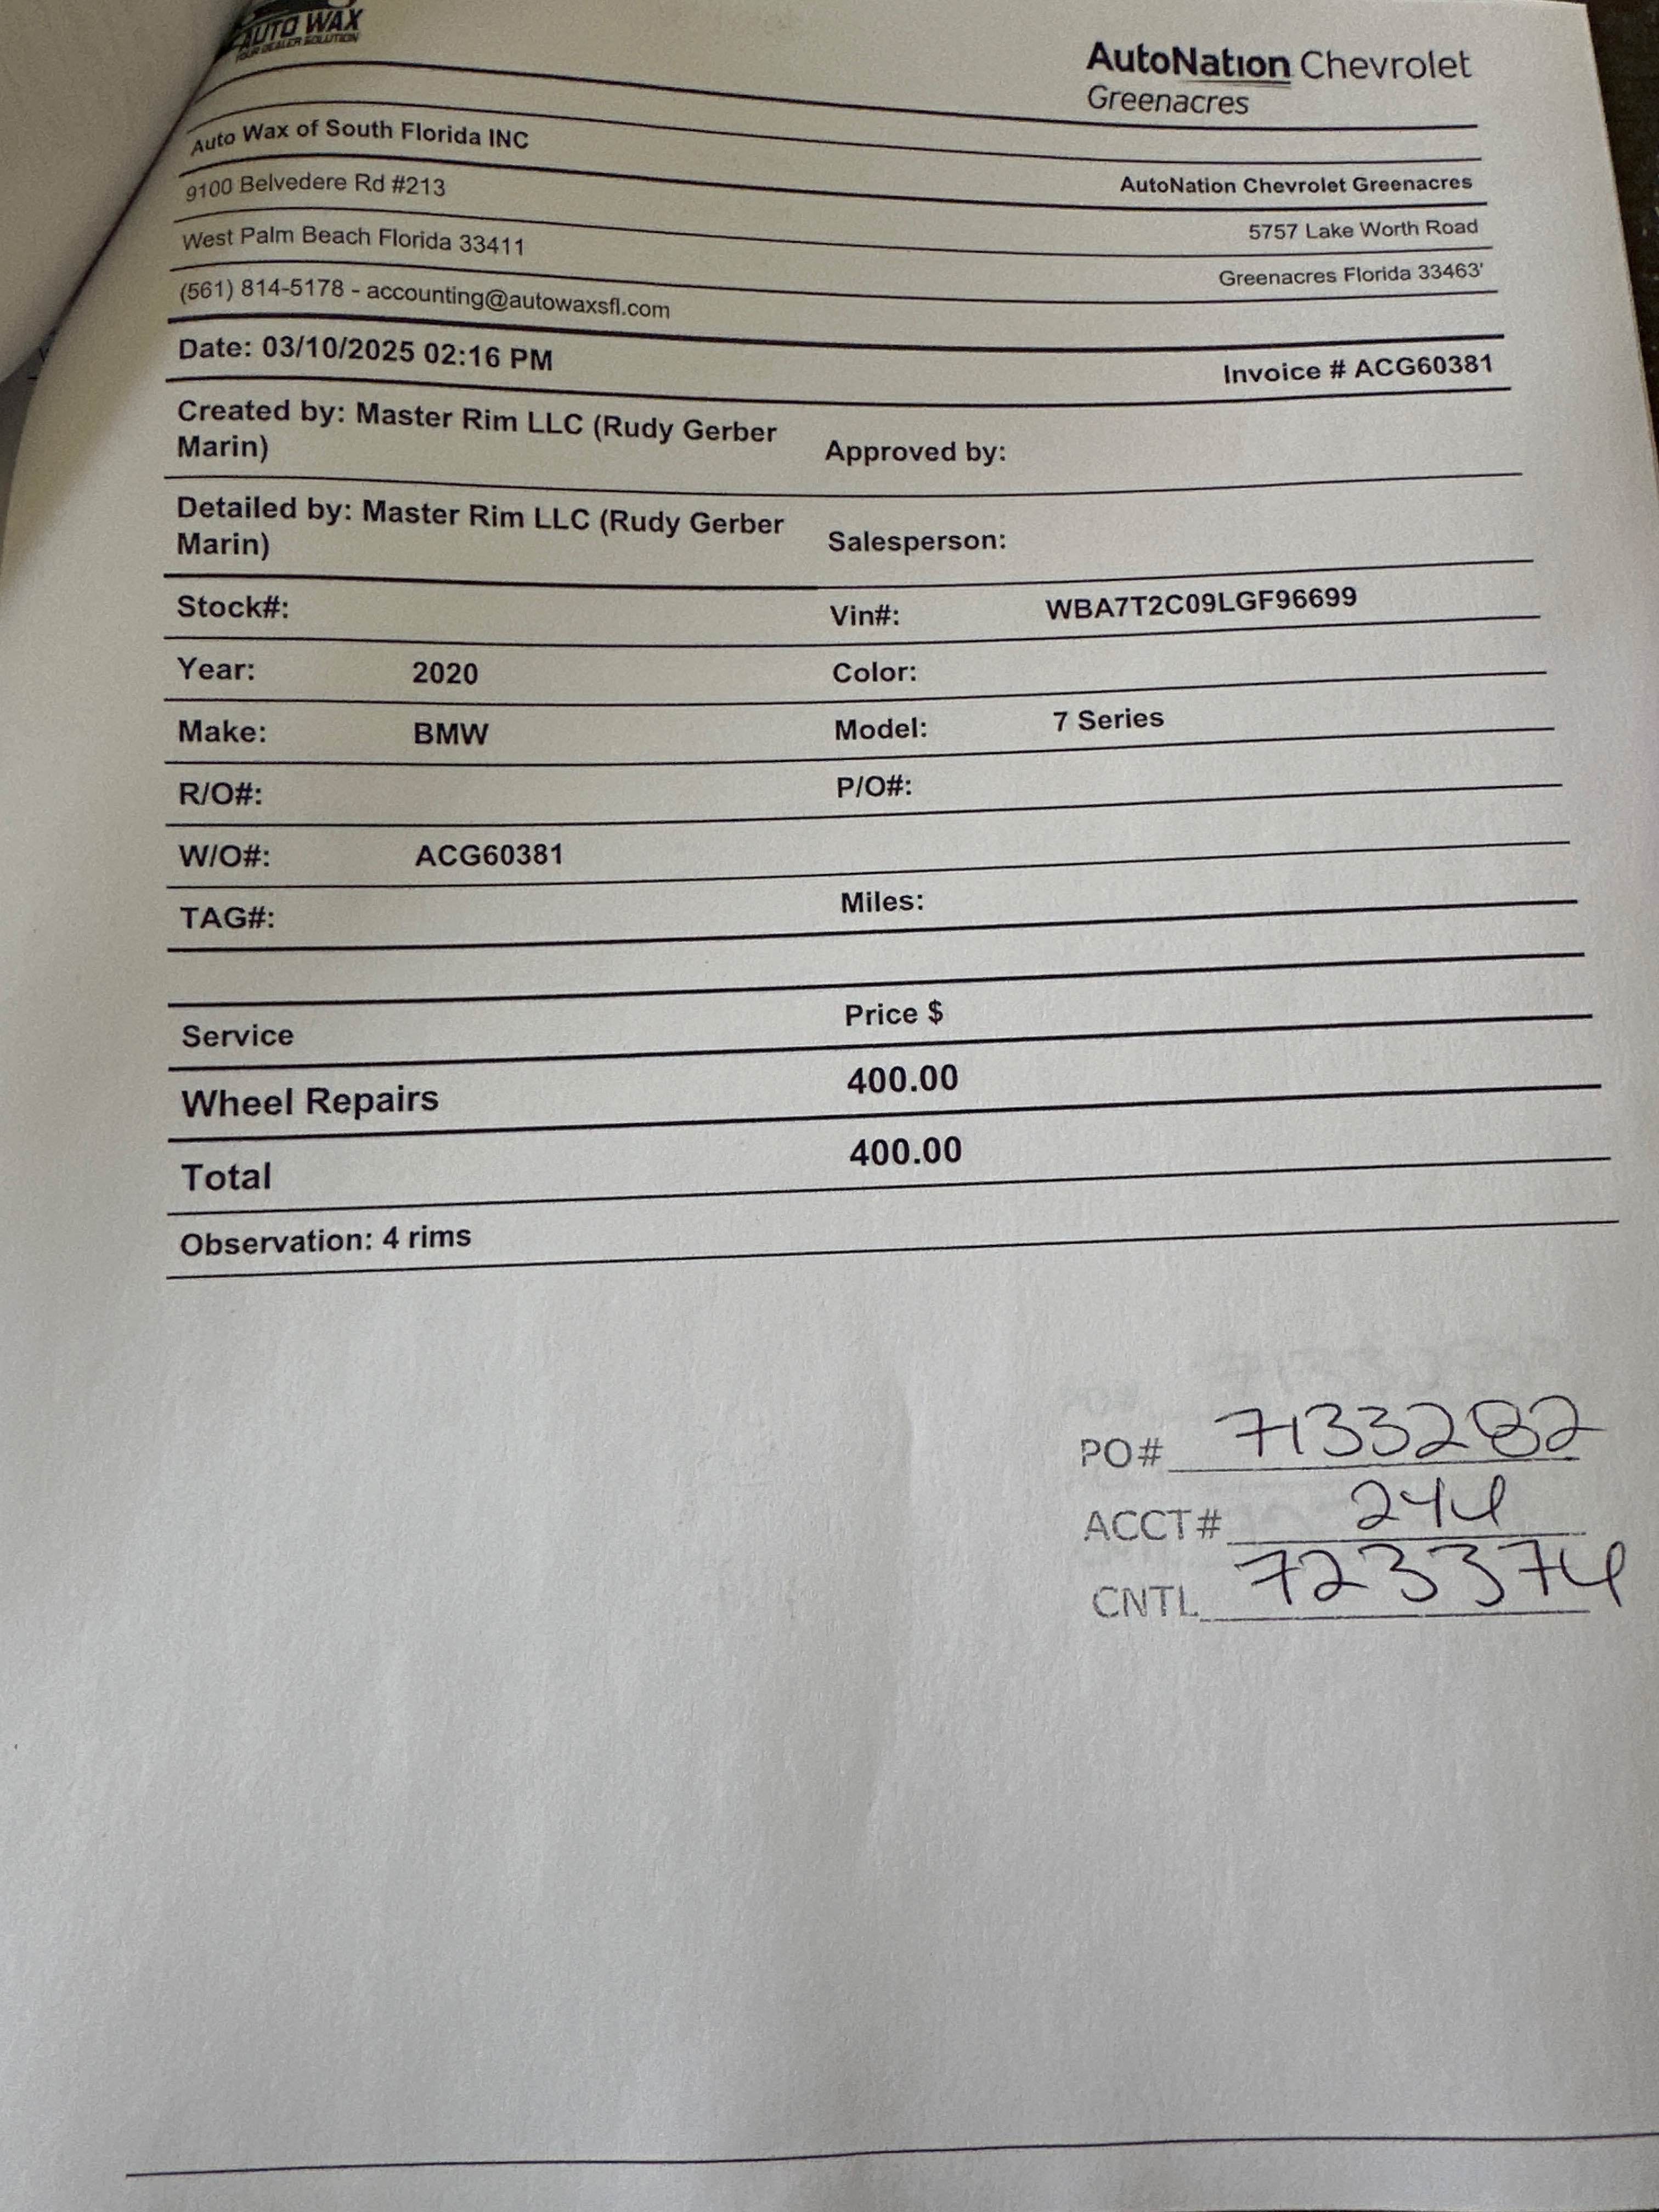 AUTO WAX
YOUR DEALER SOLUTION
AutoNation Chevrolet
Greenacres
Auto Wax of South Florida INC
AutoNation Chevrolet Greenacres
9100 Belvedere Rd #213
5757 Lake Worth Road
West Palm Beach Florida 33411
Greenacres Florida 33463'
(561) 814-5178 - accounting@autowaxsfl.com
Date: 03/10/2025 02:16 PM
Invoice # ACG60381
Created by: Master Rim LLC (Rudy Gerber
Marin)
Approved by:
Detailed by: Master Rim LLC (Rudy Gerber
Marin)
Salesperson:
Stock#:
Vin#: WBA7T2C09LGF96699
Year: 2020
Color:
Make: BMW
Model: 7 Series
R/O#:
P/O#:
W/O#: ACG60381
TAG#:
Miles:
Service Price $
Wheel Repairs 400.00
Total 400.00
Observation: 4 rims
PO# 7133282
ACCT# 244
CNTL 723374